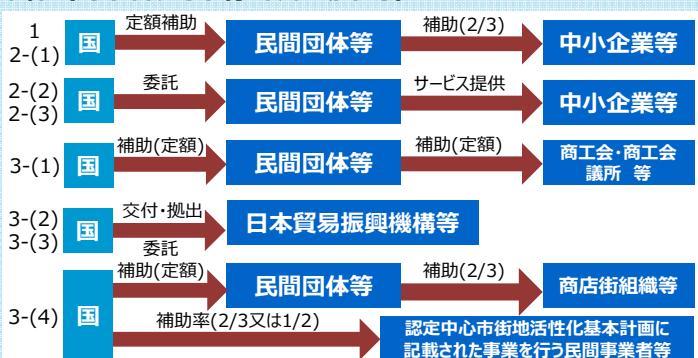 1
2-(1)
国
定額補助
民間団体等
補助(2/3)
中小企業等
2-(2)
2-(3)
国
委託
民間団体等
サービス提供
中小企業等
3-(1)
国
補助(定額)
民間団体等
補助(定額)
商工会・商工会
議所 等
3-(2)
3-(3)
国
交付・拠出
委託
日本貿易振興機構等
3-(4)
国
補助(定額)
民間団体等
補助(2/3)
商店街組織等
補助率(2/3又は1/2)
認定中心市街地活性化基本計画に
記載された事業を行う民間事業者等